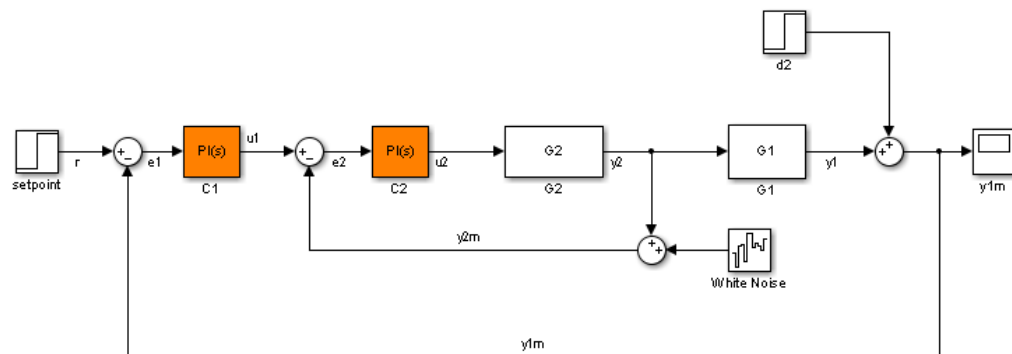 d2
setpoint
r
+
−
e1
PI(s)
C1
u1
+
−
e2
PI(s)
C2
u2
G2
G2
y2
G1
G1
y1
+
+
y1m
y2m
+
+
White Noise
y1m